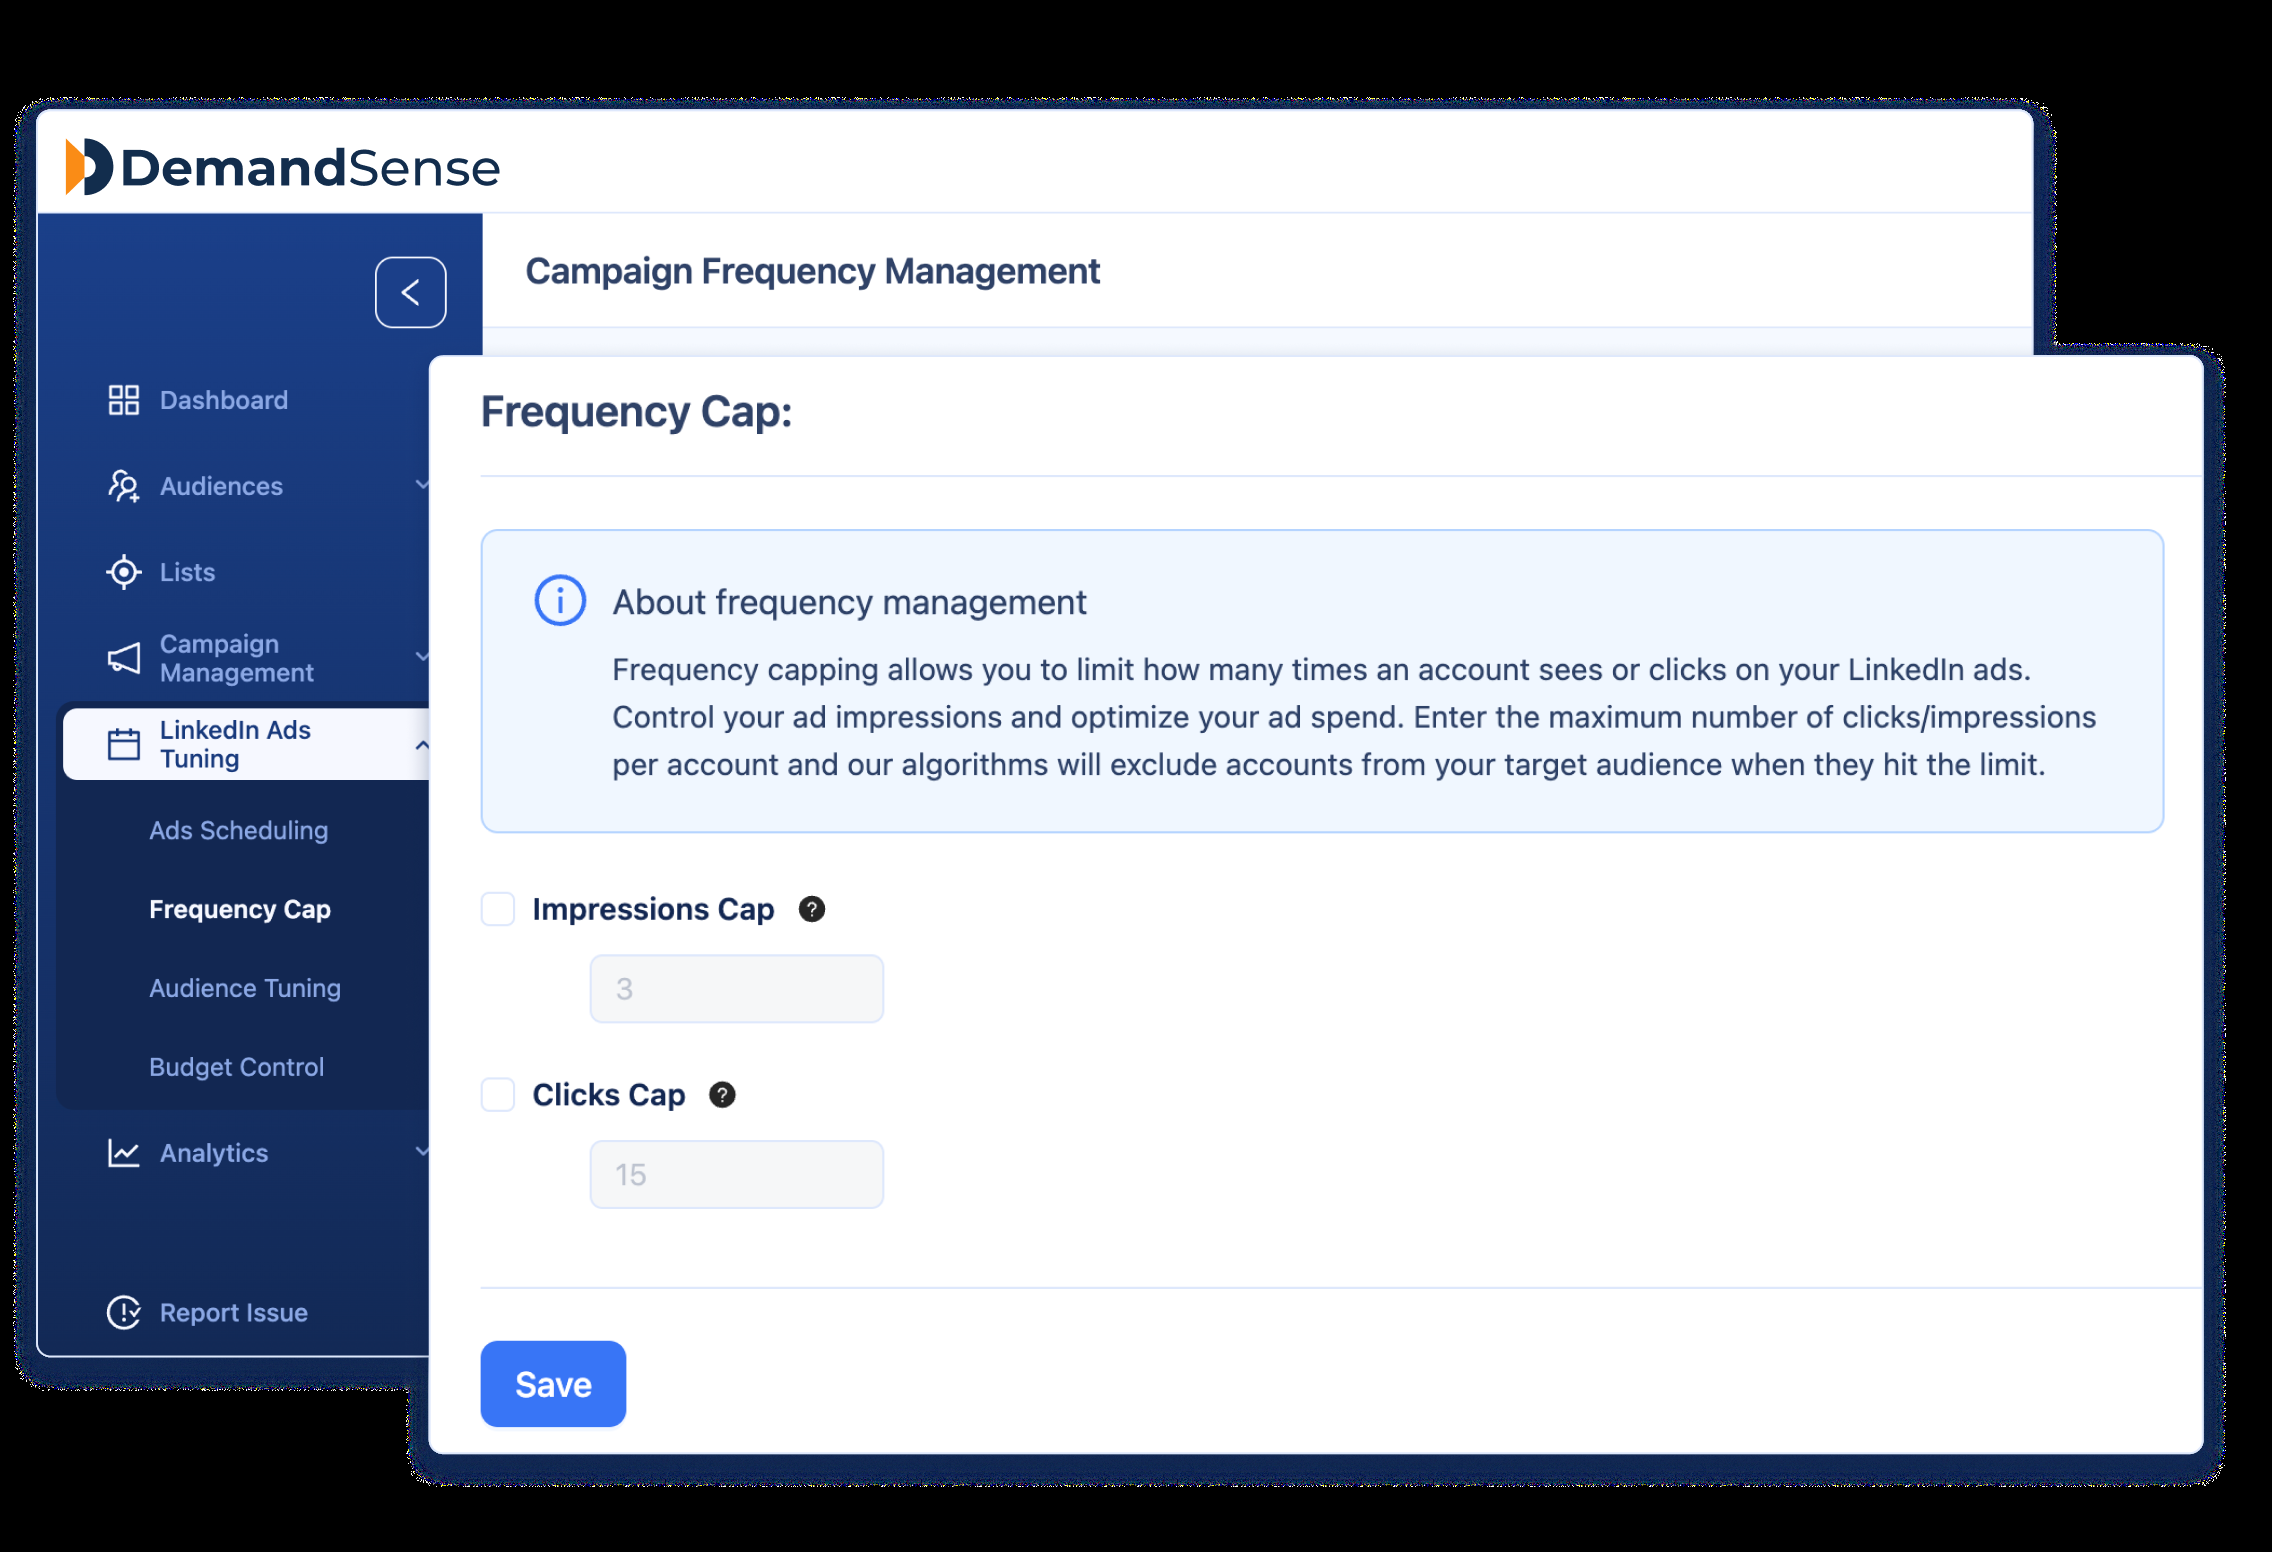 DemandSense
Campaign Frequency Management
Dashboard
Audiences
Lists
Campaign
Management
LinkedIn Ads
Tuning
Ads Scheduling
Frequency Cap
Audience Tuning
Budget Control
Analytics
Report Issue
Frequency Cap:
About frequency management
Frequency capping allows you to limit how many times an account sees or clicks on your LinkedIn ads.
Control your ad impressions and optimize your ad spend. Enter the maximum number of clicks/impressions
per account and our algorithms will exclude accounts from your target audience when they hit the limit.
Impressions Cap
3
Clicks Cap
15
Save